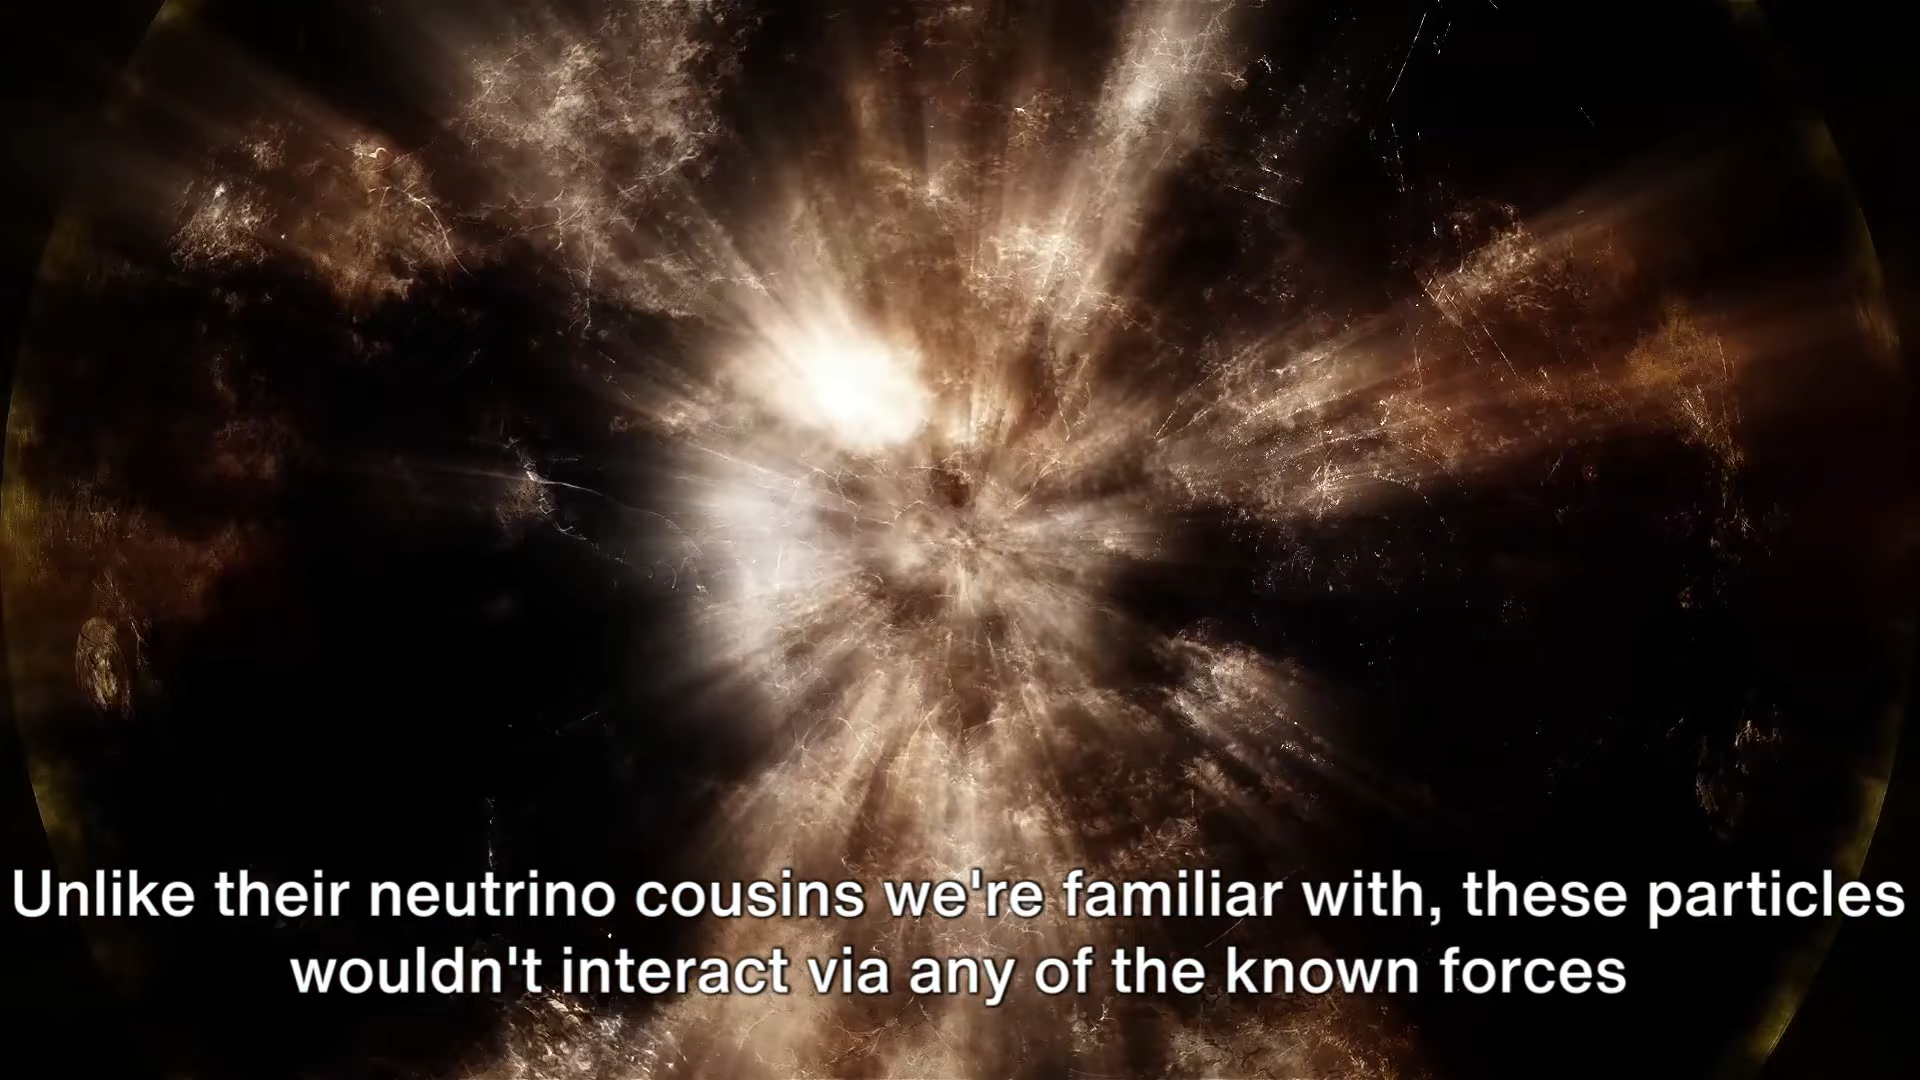 Unlike their neutrino cousins we're familiar with, these particles
wouldn't interact via any of the known forces